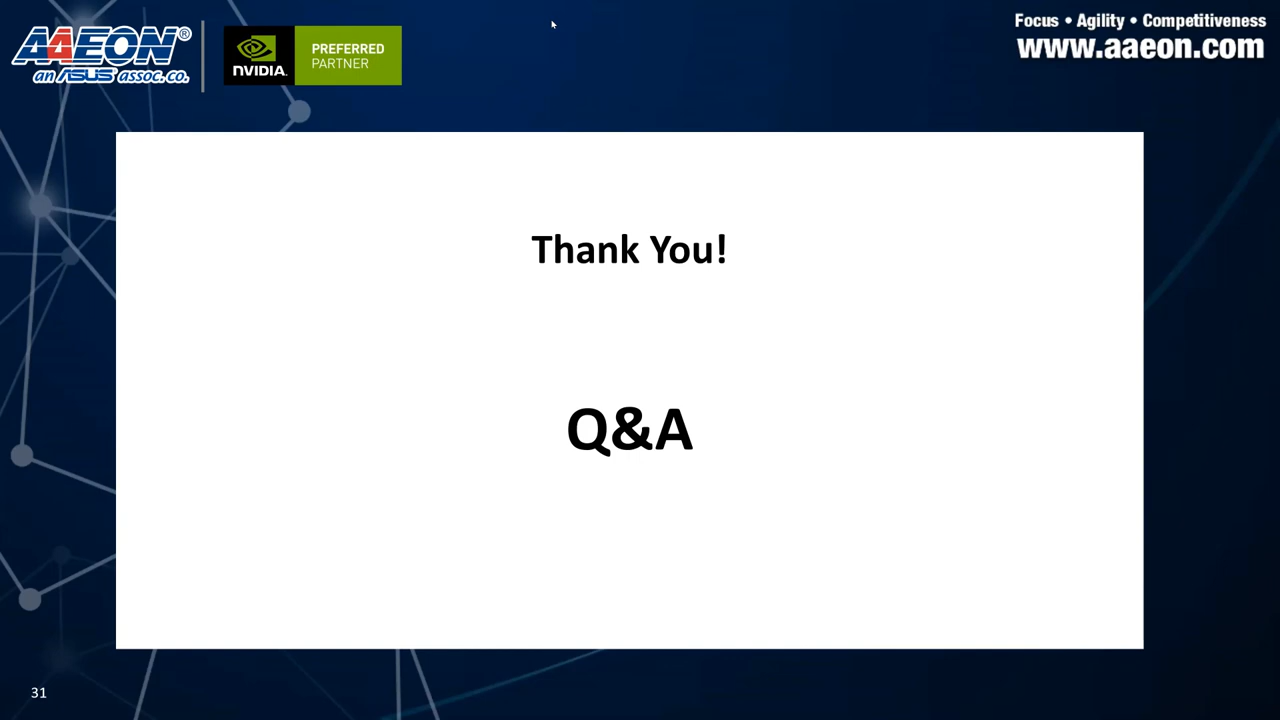 AAEON®
an ASUS assoc. co.
NVIDIA.
PREFERRED
PARTNER
Focus • Agility • Competitiveness
www.aaeon.com
Thank You!
Q&A
31